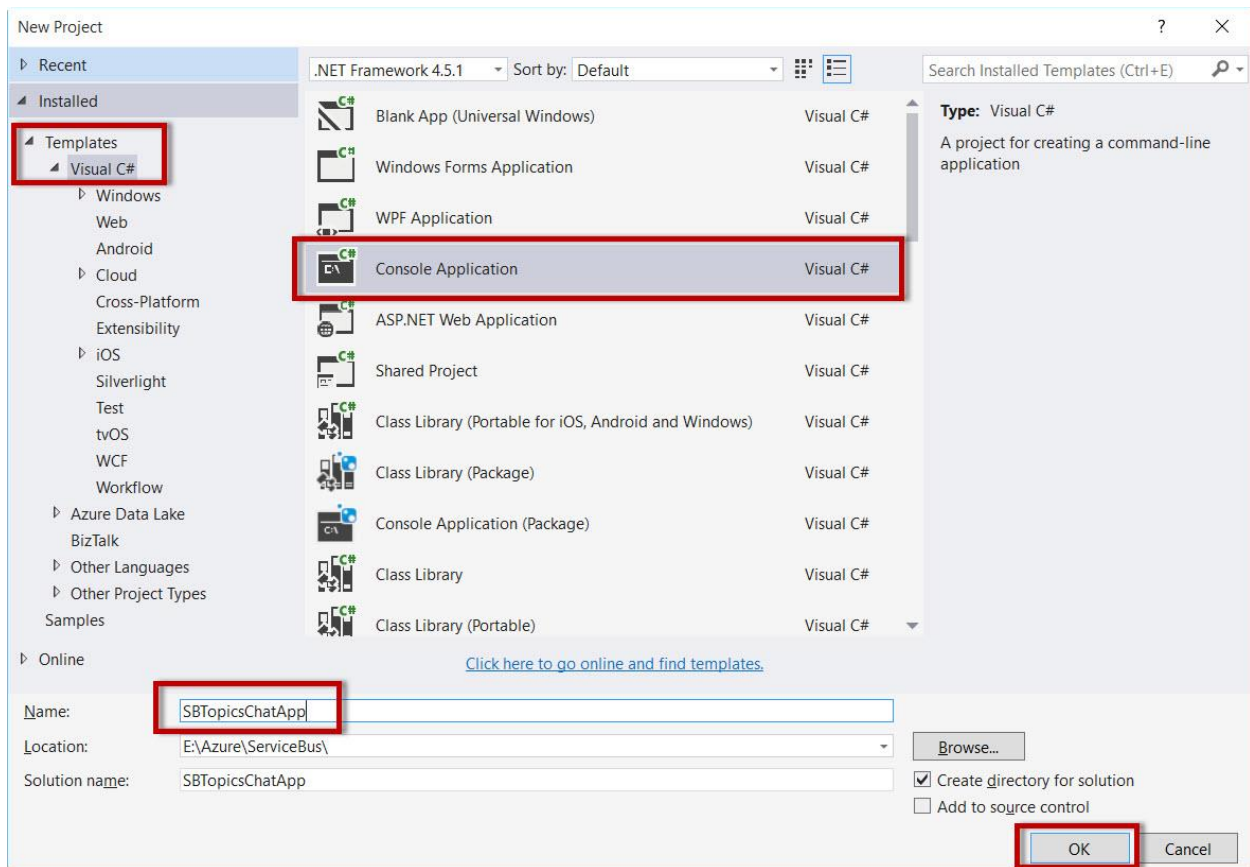 New Project
?
Recent
.NET Framework 4.5.1
Sort by: Default
Search Installed Templates (Ctrl+E)
Installed
Templates
Visual C#
Windows
Web
Android
Cloud
Cross-Platform
Extensibility
iOS
Silverlight
Test
tvOS
WCF
Workflow
Azure Data Lake
BizTalk
Other Languages
Other Project Types
Samples
Online
C# Blank App (Universal Windows) Visual C#
C# Windows Forms Application Visual C#
C# WPF Application Visual C#
C# C:\ Console Application Visual C#
C# ASP.NET Web Application Visual C#
C# Shared Project Visual C#
C# Class Library (Portable for iOS, Android and Windows) Visual C#
Class Library (Package) Visual C#
C:\ Console Application (Package) Visual C#
C# Class Library Visual C#
C# Class Library (Portable) Visual C#
Click here to go online and find templates.
Type: Visual C#
A project for creating a command-line
application
Name: SBTopicsChatApp
Location: E:\Azure\ServiceBus\
Browse...
Solution name: SBTopicsChatApp
Create directory for solution
Add to source control
OK
Cancel